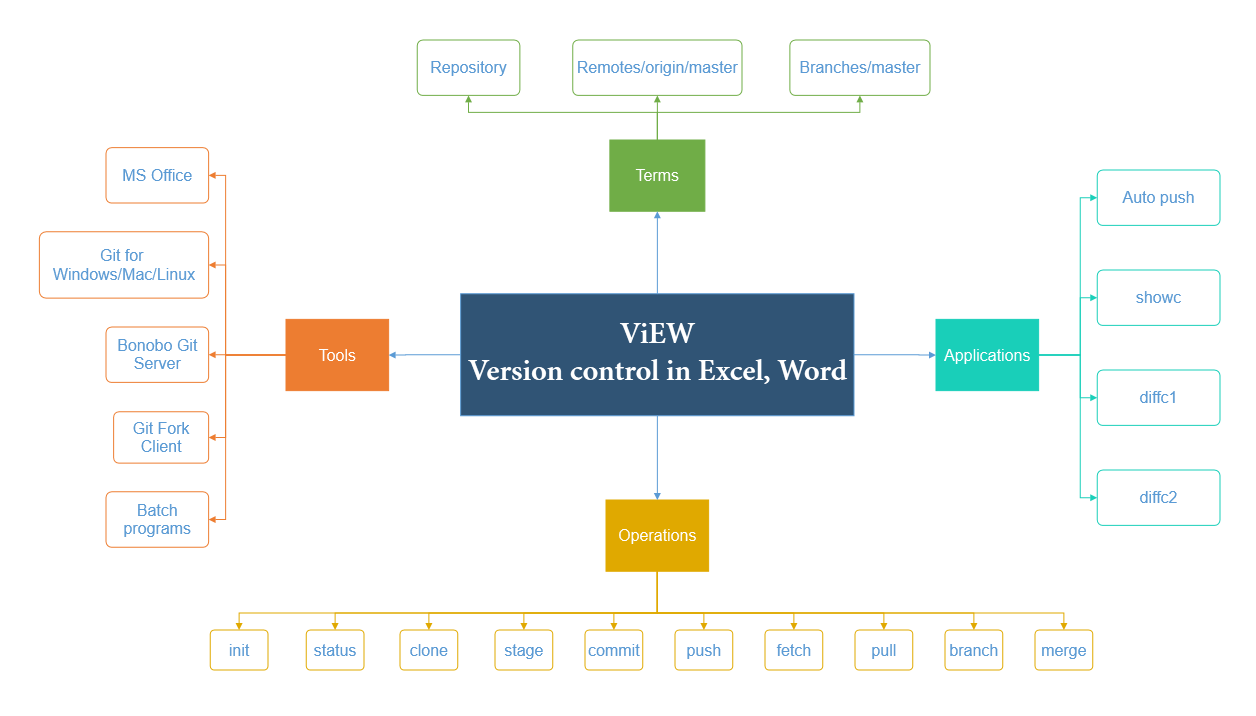 Repository
Remotes/origin/master
Branches/master
Terms
MS Office
Git for
Windows/Mac/Linux
Bonobo Git
Server
Git Fork
Client
Batch
programs
Tools
ViEW
Version control in Excel, Word
Applications
Auto push
showc
diffc1
diffc2
Operations
init
status
clone
stage
commit
push
fetch
pull
branch
merge